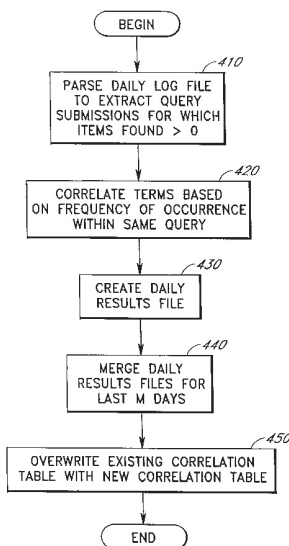 BEGIN
410
PARSE DAILY LOG FILE
TO EXTRACT QUERY
SUBMISSIONS FOR WHICH
ITEMS FOUND > 0
420
CORRELATE TERMS BASED
ON FREQUENCY OF OCCURRENCE
WITHIN SAME QUERY
430
CREATE DAILY
RESULTS FILE
440
MERGE DAILY
RESULTS FILES FOR
LAST M DAYS
450
OVERWRITE EXISTING CORRELATION
TABLE WITH NEW CORRELATION TABLE
END